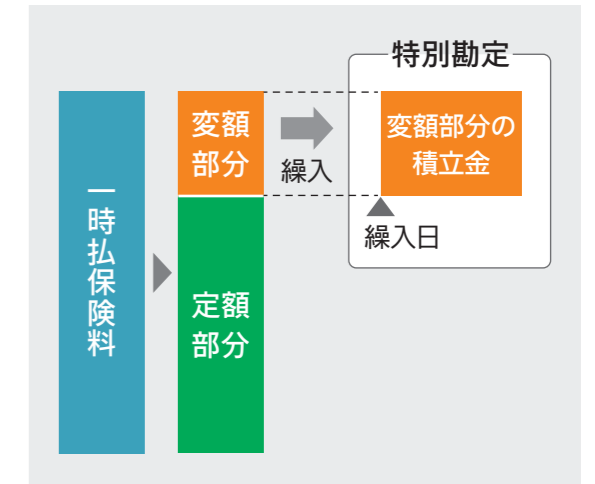 特別勘定
一時払保険料
変額
部分
繰入
変額部分の
積立金
繰入日
定額
部分